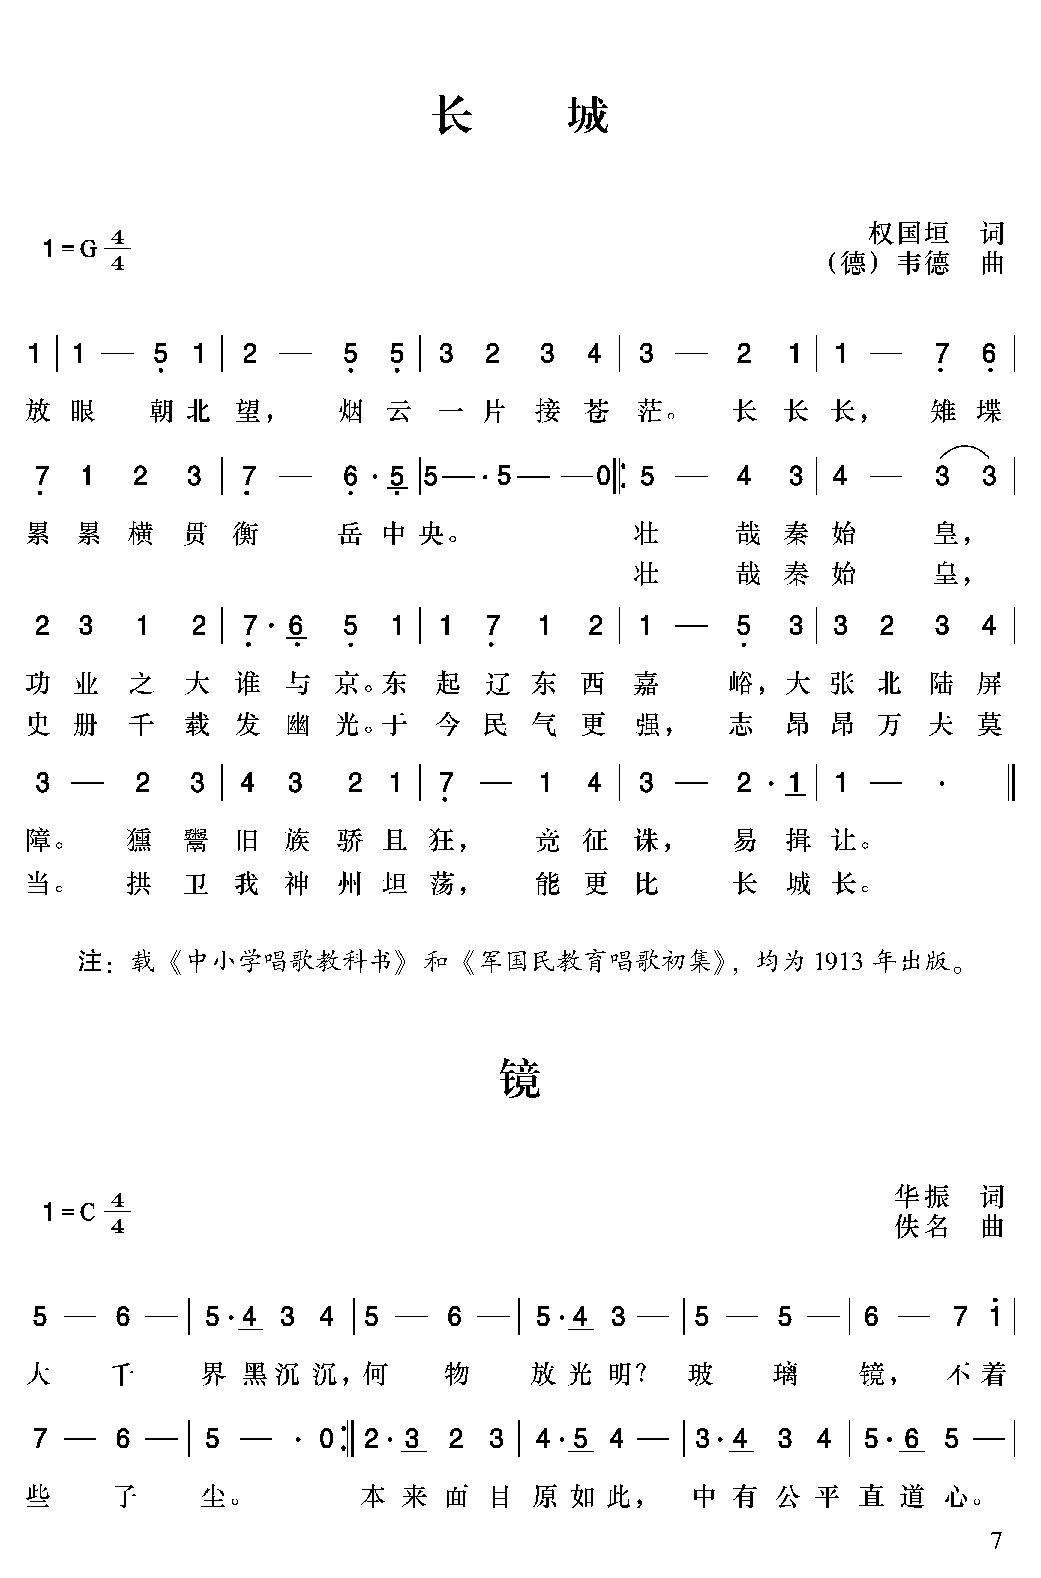 长 城
1=G 4/4
权国垣 词
（德）韦德 曲
1 | 1 — 5̣ 1 | 2 — 5̣ 5̣ | 3 2 3 4 | 3 — 2 1 | 1 — 7̣ 6̣ |
放 眼 朝 北 望， 烟 云 一 片 接 苍 茫。 长 长 长， 雉 堞
7̣ 1 2 3 | 7̣ — 6̣ · 5̣ | 5 — · 5 — — 0 ‖: 5 — 4 3 | 4 — 3 3 |
累 累 横 贯 衡 岳 中 央。 壮 哉 秦 始 皇，
壮 哉 秦 始 皇，
2 3 1 2 | 7̣ · 6̣ 5̣ 1 | 1 7̣ 1 2 | 1 — 5̣ 3 | 3 2 3 4 |
功 业 之 大 谁 与 京。东 起 辽 东 西 嘉 峪，大 张 北 陆 屏
史 册 千 载 发 幽 光。于 今 民 气 更 强， 志 昂 昂 万 夫 莫
3 — 2 3 | 4 3 2 1 | 7̣ — 1 4 | 3 — 2 · 1 | 1 — · ‖
障。 獯 鬻 旧 族 骄 且 狂， 竞 征 诛， 易 揖 让。
当。 拱 卫 我 神 州 坦 荡， 能 更 比 长 城 长。
注：载《中小学唱歌教科书》和《军国民教育唱歌初集》，均为 1913 年出版。
镜
1=C 4/4
华振 词
佚名 曲
5 — 6 — | 5 · 4 3 4 | 5 — 6 — | 5 · 4 3 — | 5 — 5 — | 6 — 7 i |
大 千 界 黑 沉 沉，何 物 放 光 明？ 玻 璃 镜， 不 着
7 — 6 — | 5 — · 0 :‖ 2 · 3 2 3 | 4 · 5 4 — | 3 · 4 3 4 | 5 · 6 5 — |
些 子 尘。 本 来 面 目 原 如 此， 中 有 公 平 直 道 心。
7